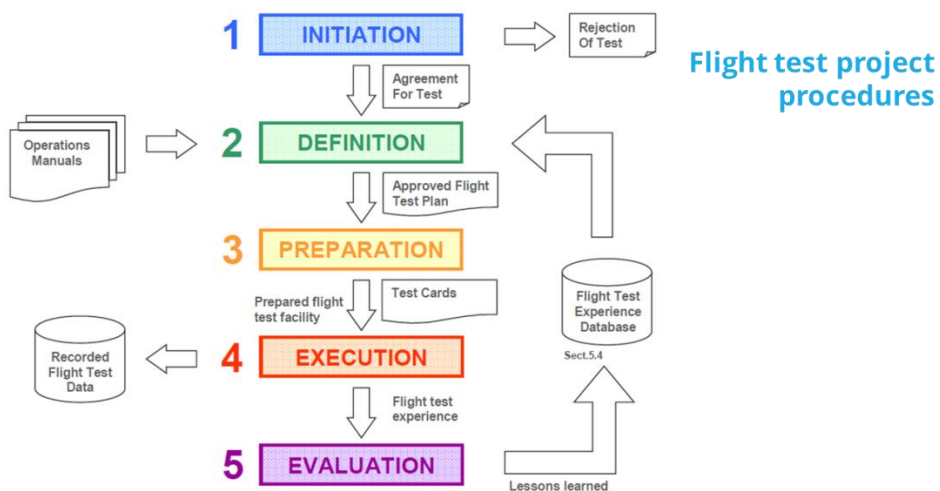 1 INITIATION
Rejection
Of Test
Flight test project
procedures
Agreement
For Test
Operations
Manuals
2 DEFINITION
Approved Flight
Test Plan
3 PREPARATION
Prepared flight
test facility
Test Cards
Flight Test
Experience
Database
Sect.5.4
Recorded
Flight Test
Data
4 EXECUTION
Flight test
experience
5 EVALUATION
Lessons learned